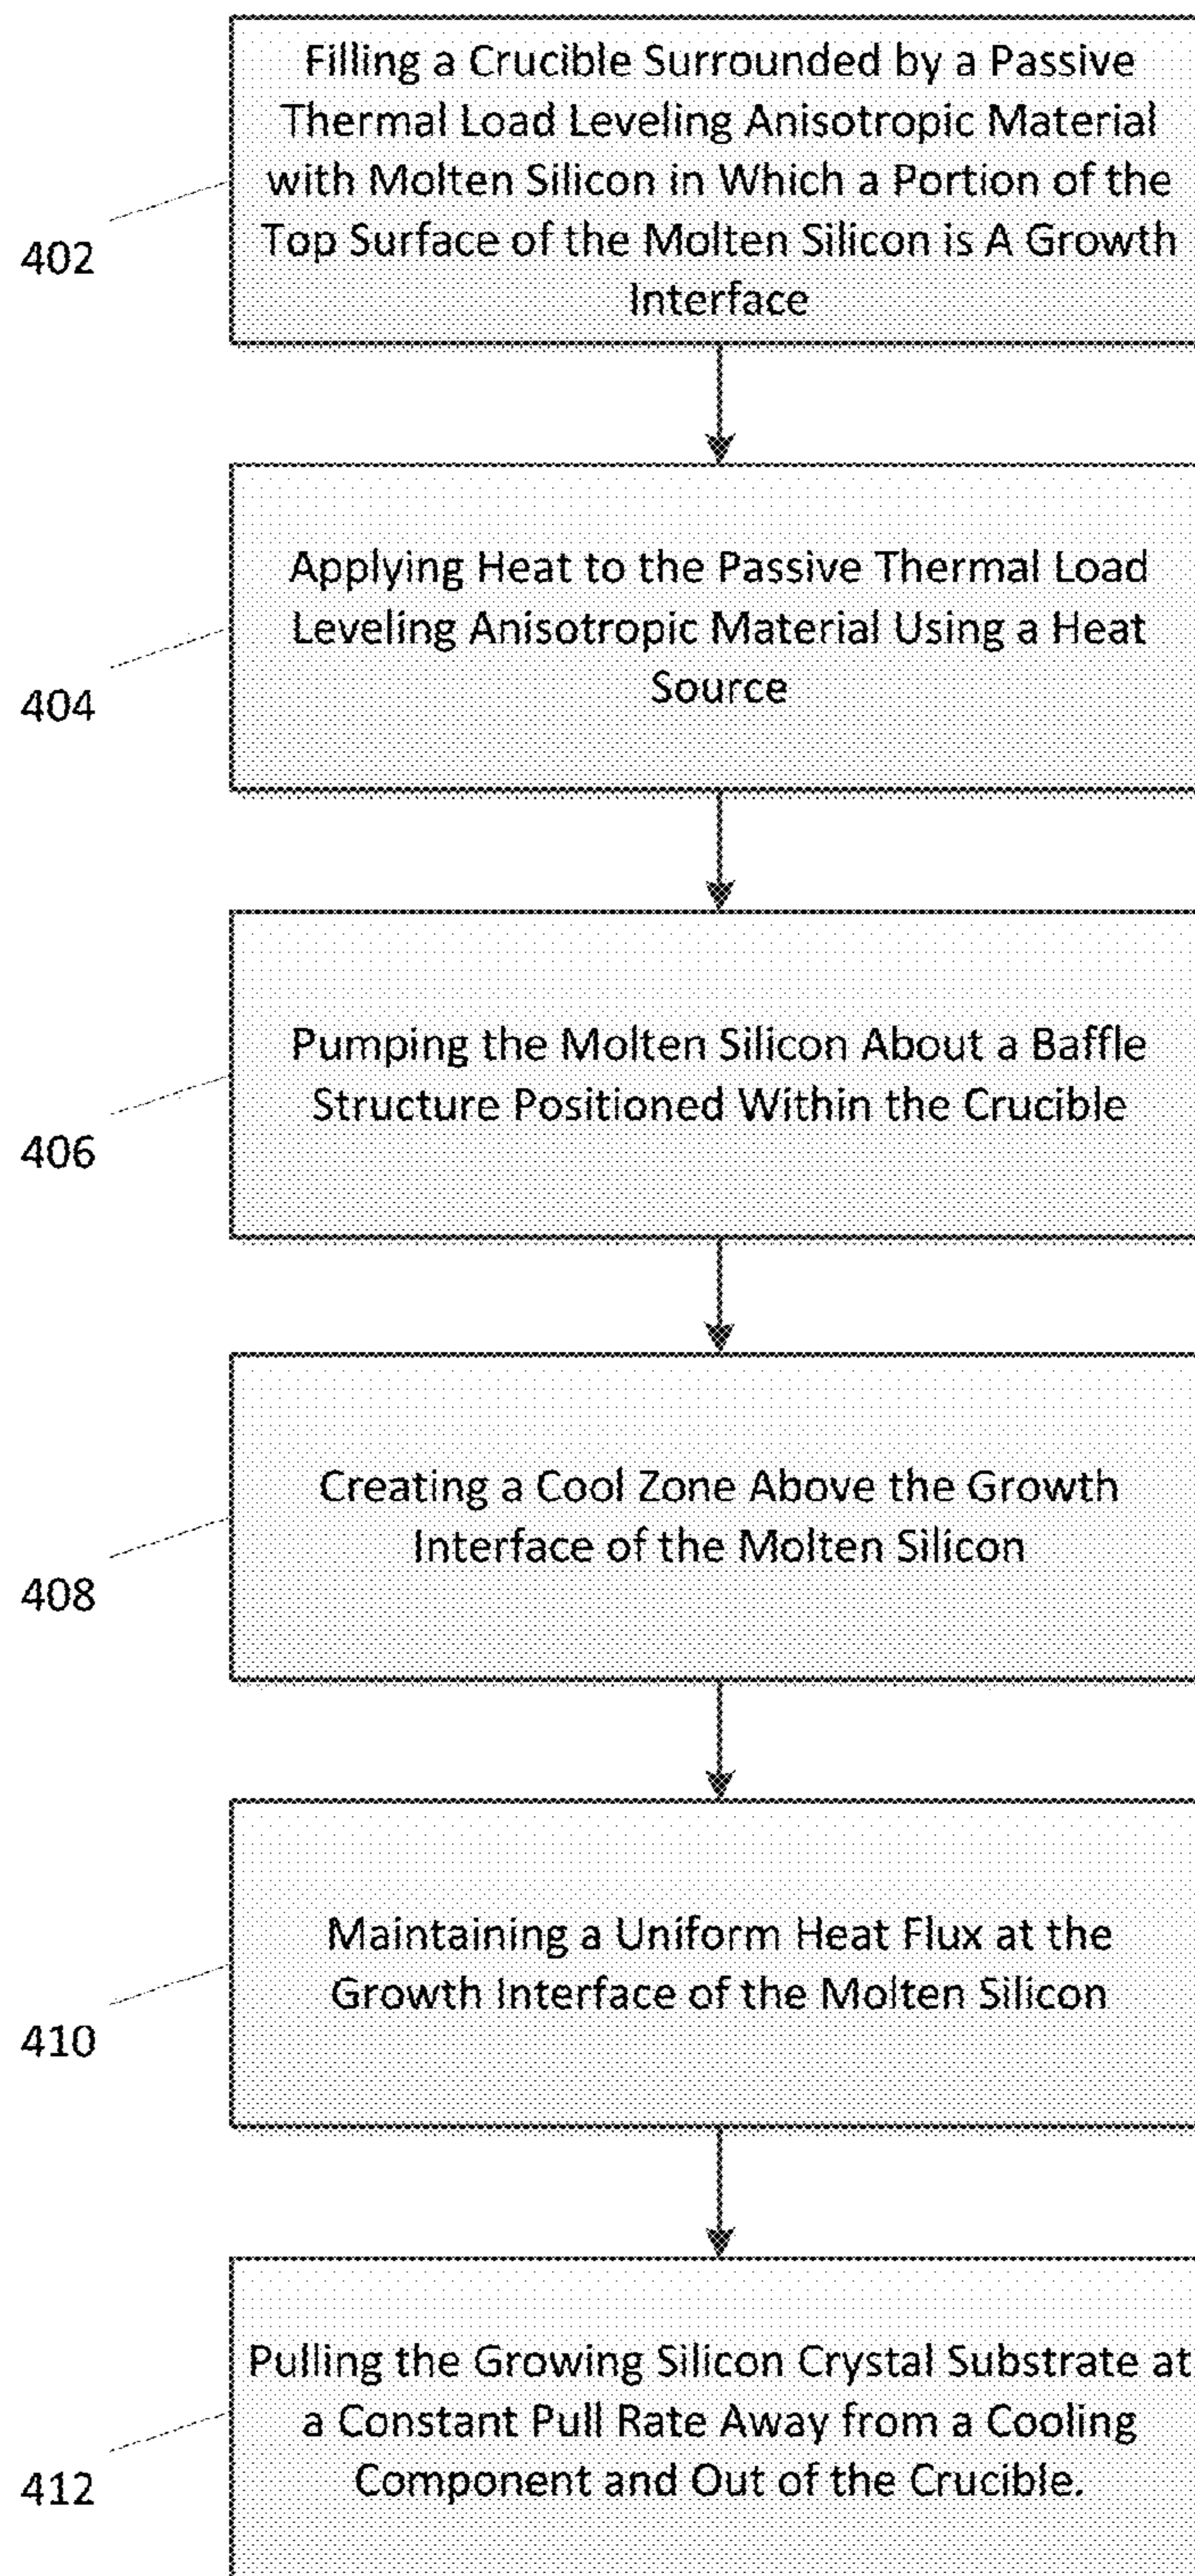 Filling a Crucible Surrounded by a Passive
Thermal Load Leveling Anisotropic Material
with Molten Silicon in Which a Portion of the
Top Surface of the Molten Silicon is A Growth
Interface
402
Applying Heat to the Passive Thermal Load
Leveling Anisotropic Material Using a Heat
Source
404
Pumping the Molten Silicon About a Baffle
Structure Positioned Within the Crucible
406
Creating a Cool Zone Above the Growth
Interface of the Molten Silicon
408
Maintaining a Uniform Heat Flux at the
Growth Interface of the Molten Silicon
410
Pulling the Growing Silicon Crystal Substrate at
a Constant Pull Rate Away from a Cooling
Component and Out of the Crucible.
412